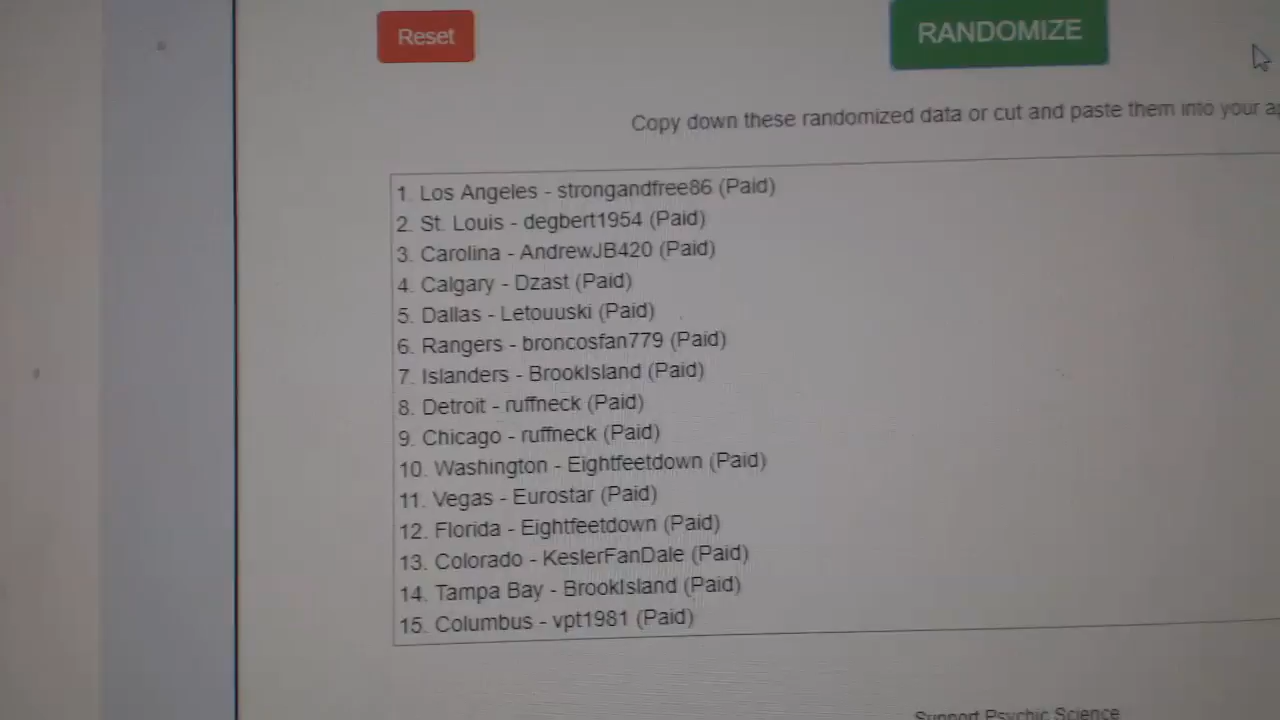 Reset
RANDOMIZE
Copy down these randomized data or cut and paste them into your
1. Los Angeles - strongandfree86 (Paid)
2. St. Louis - degbert1954 (Paid)
3. Carolina - AndrewJB420 (Paid)
4. Calgary - Dzast (Paid)
5. Dallas - Letouuski (Paid)
6. Rangers - broncosfan779 (Paid)
7. Islanders - BrookIsland (Paid)
8. Detroit - ruffneck (Paid)
9. Chicago - ruffneck (Paid)
10. Washington - Eightfeetdown (Paid)
11. Vegas - Eurostar (Paid)
12. Florida - Eightfeetdown (Paid)
13. Colorado - KeslerFanDale (Paid)
14. Tampa Bay - BrookIsland (Paid)
15. Columbus - vpt1981 (Paid)
Support Psychic Science